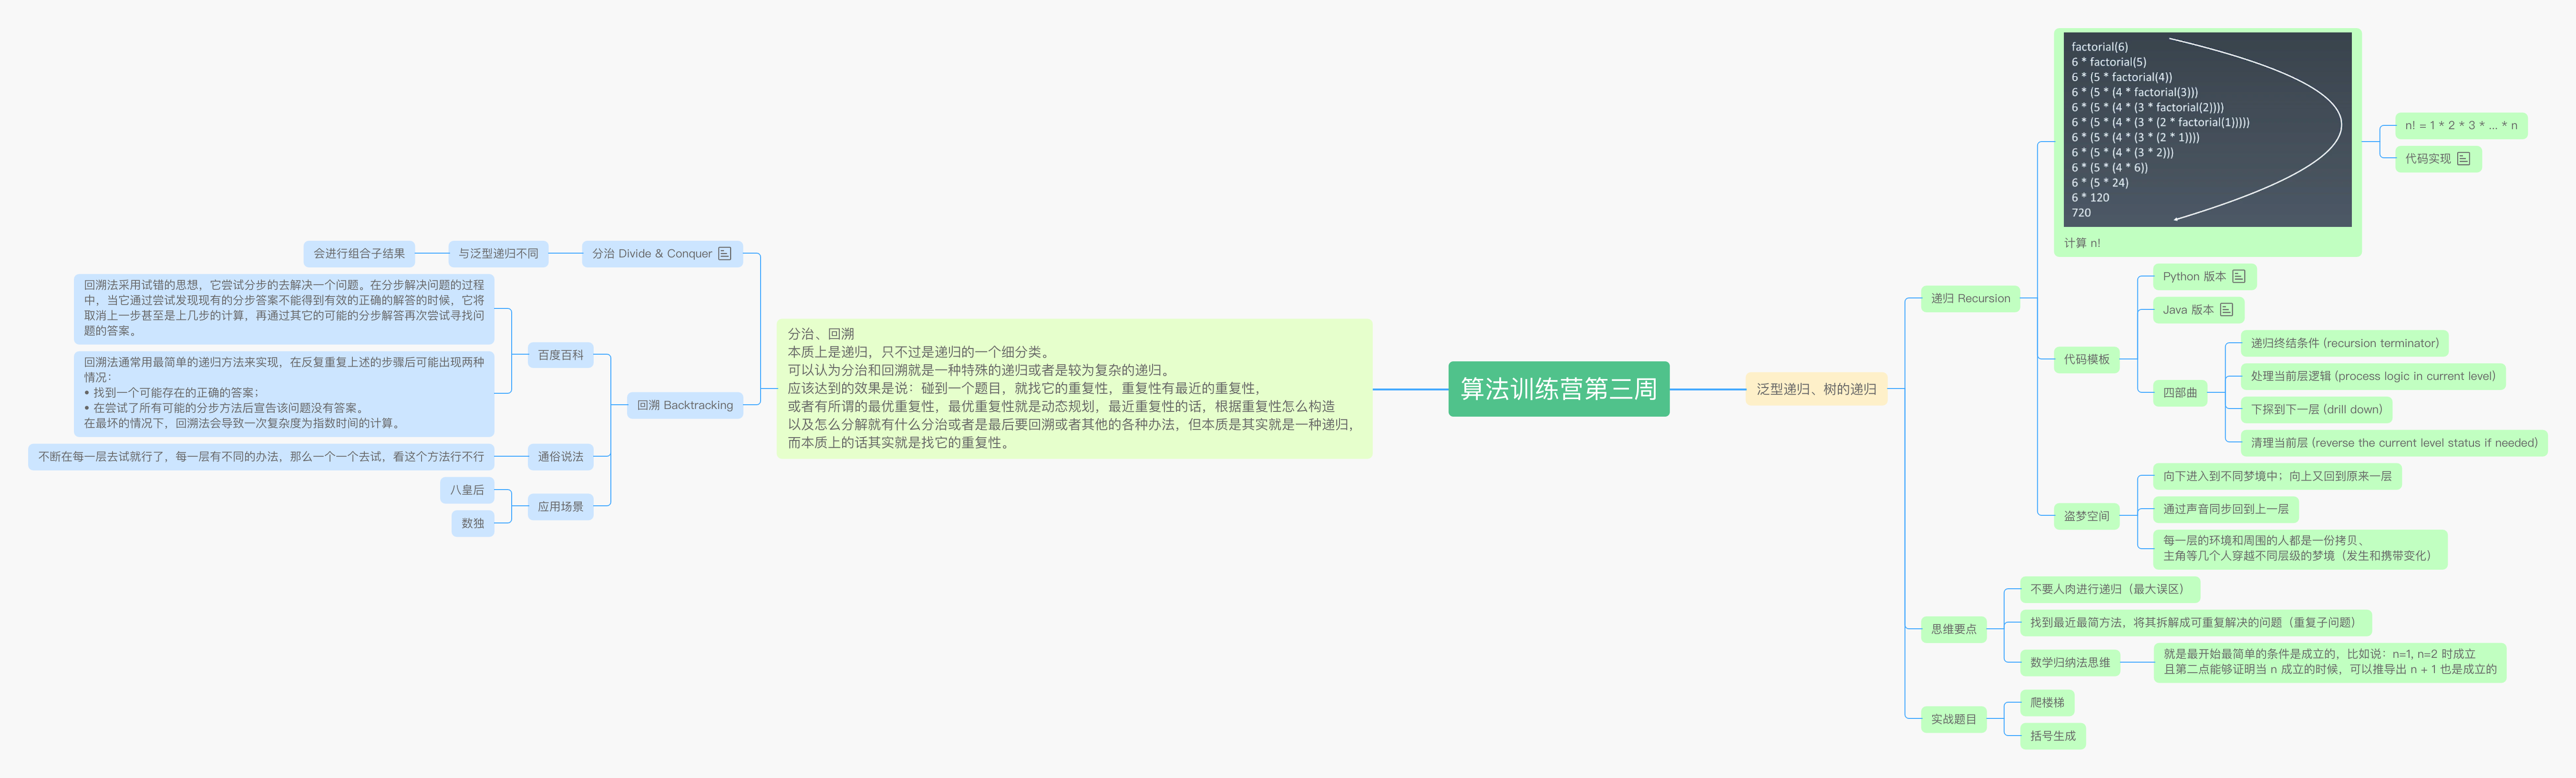 算法训练营第三周
泛型递归、树的递归
递归 Recursion
factorial(6)
6 * factorial(5)
6 * (5 * factorial(4))
6 * (5 * (4 * factorial(3)))
6 * (5 * (4 * (3 * factorial(2))))
6 * (5 * (4 * (3 * (2 * factorial(1)))))
6 * (5 * (4 * (3 * (2 * 1))))
6 * (5 * (4 * (3 * 2)))
6 * (5 * (4 * 6))
6 * (5 * 24)
6 * 120
720
计算 n!
n! = 1 * 2 * 3 * ... * n
代码实现
代码模板
Python 版本
Java 版本
四部曲
递归终结条件 (recursion terminator)
处理当前层逻辑 (process logic in current level)
下探到下一层 (drill down)
清理当前层 (reverse the current level status if needed)
盗梦空间
向下进入到不同梦境中；向上又回到原来一层
通过声音同步回到上一层
每一层的环境和周围的人都是一份拷贝、
主角等几个人穿越不同层级的梦境（发生和携带变化）
思维要点
不要人肉进行递归（最大误区）
找到最近最简方法，将其拆解成可重复解决的问题（重复子问题）
数学归纳法思维
就是最开始最简单的条件是成立的，比如说：n=1, n=2 时成立
且第二点能够证明当 n 成立的时候，可以推导出 n + 1 也是成立的
实战题目
爬楼梯
括号生成
分治、回溯
本质上是递归，只不过是递归的一个细分类。
可以认为分治和回溯就是一种特殊的递归或者是较为复杂的递归。
应该达到的效果是说：碰到一个题目，就找它的重复性，重复性有最近的重复性，
或者有所谓的最优重复性，最优重复性就是动态规划，最近重复性的话，根据重复性怎么构造
以及怎么分解就有什么分治或者是最后要回溯或者其他的各种办法，但本质是其实就是一种递归，
而本质上的话其实就是找它的重复性。
分治 Divide & Conquer
与泛型递归不同
会进行组合子结果
回溯 Backtracking
百度百科
回溯法采用试错的思想，它尝试分步的去解决一个问题。在分步解决问题的过程
中，当它通过尝试发现现有的分步答案不能得到有效的正确的解答的时候，它将
取消上一步甚至是上几步的计算，再通过其它的可能的分步解答再次尝试寻找问
题的答案。
回溯法通常用最简单的递归方法来实现，在反复重复上述的步骤后可能出现两种
情况：
• 找到一个可能存在的正确的答案；
• 在尝试了所有可能的分步方法后宣告该问题没有答案。
在最坏的情况下，回溯法会导致一次复杂度为指数时间的计算。
通俗说法
不断在每一层去试就行了，每一层有不同的办法，那么一个一个去试，看这个方法行不行
应用场景
八皇后
数独